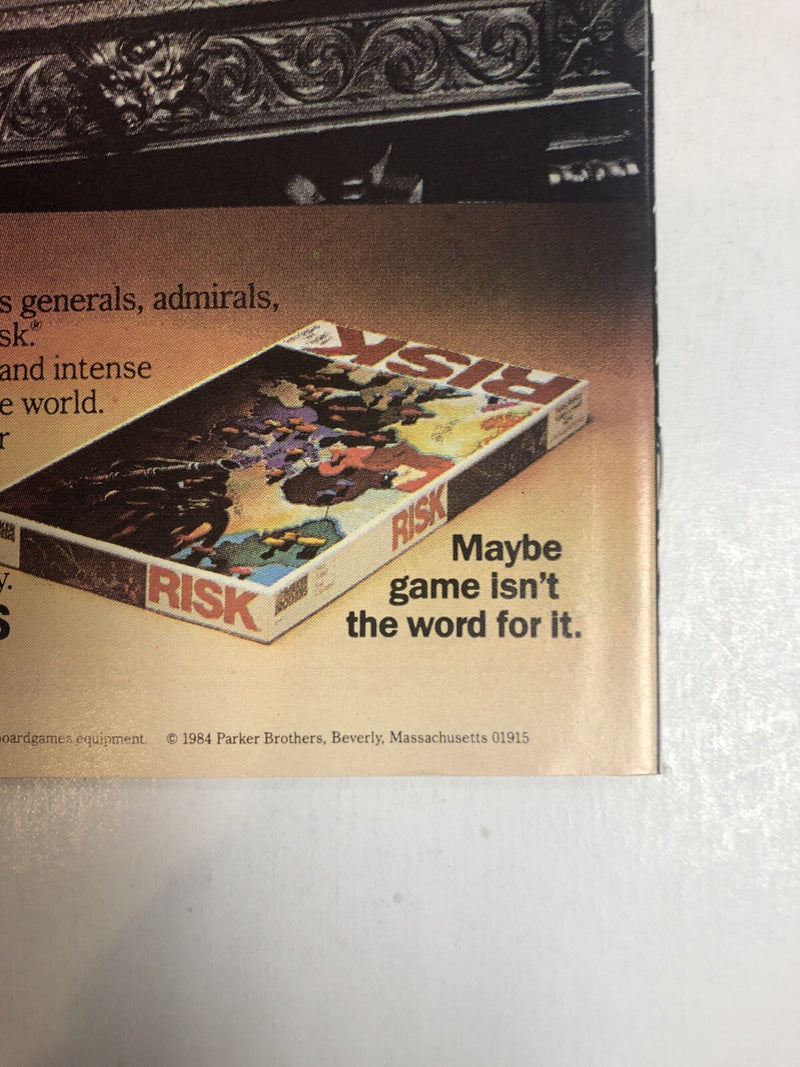 s generals, admirals,
sk.®
and intense
e world.
r
RISK
RISK
RISK
Maybe
game isn't
the word for it.
y.
S
oardgames equipment. © 1984 Parker Brothers, Beverly, Massachusetts 01915